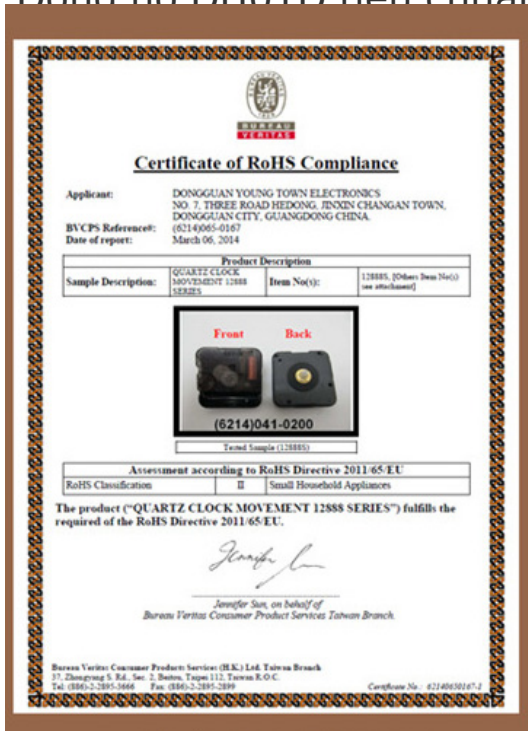 BUREAU
VERITAS
Certificate of RoHS Compliance
Applicant: DONGGUAN YOUNG TOWN ELECTRONICS
NO. 7, THREE ROAD HEDONG, JINXIN CHANGAN TOWN,
DONGGUAN CITY, GUANGDONG CHINA.
BVCPS Reference#: (6214)065-0167
Date of report: March 06, 2014
Product Description
Sample Description: QUARTZ CLOCK MOVEMENT 12888 SERIES Item No(s): 12888S, [Others Item No(s) see attachment]
Front Back
(6214)041-0200
Tested Sample (12888S)
Assessment according to RoHS Directive 2011/65/EU
RoHS Classification II Small Household Appliances
The product ("QUARTZ CLOCK MOVEMENT 12888 SERIES") fulfills the
required of the RoHS Directive 2011/65/EU.
Jennifer Sun, on behalf of
Bureau Veritas Consumer Product Services Taiwan Branch.
Bureau Veritas Consumer Products Services (H.K.) Ltd. Taiwan Branch
37, Zhongyang S. Rd., Sec. 2, Beitou, Taipei 112, Taiwan R.O.C.
Tel: (886)-2-2895-3666 Fax: (886)-2-2895-2899 Certificate No.: 62140650167-1